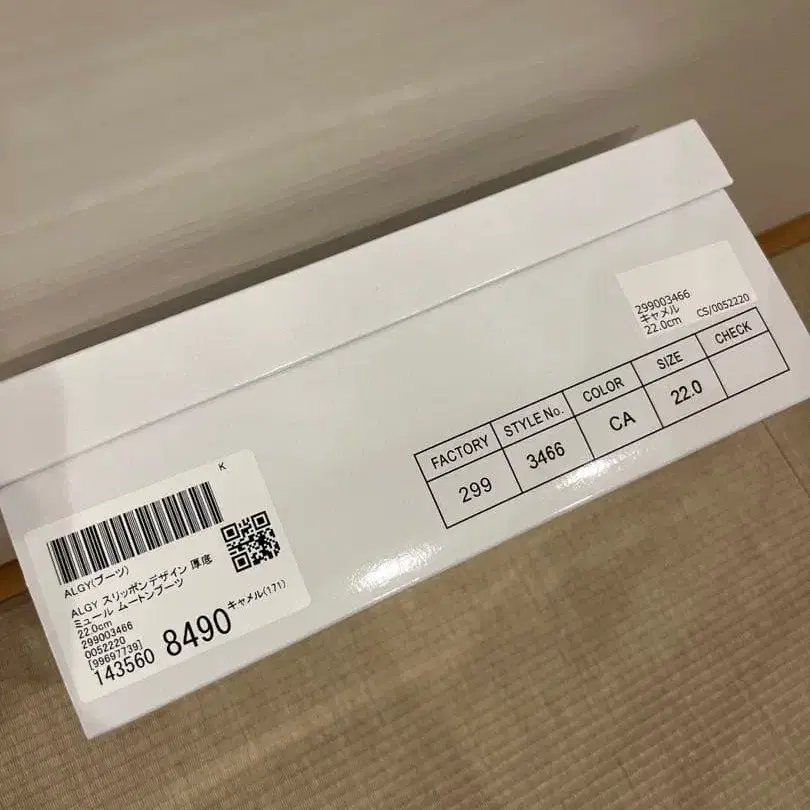 K
ALGY(ブーツ)
ALGY スリッポンデザイン 厚底
ミュール ムートンブーツ
22.0cm
299003466
0052220
[99697739]
143560 8490 キャメル(171)
299003466
キャメル
22.0cm CS/0052220
FACTORY STYLE No. COLOR SIZE CHECK
299 3466 CA 22.0